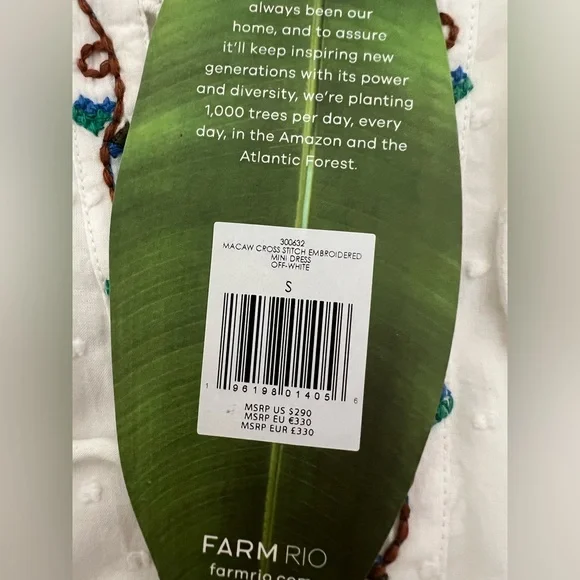 always been our
home, and to assure
it'll keep inspiring new
generations with its power
and diversity, we're planting
1,000 trees per day, every
day, in the Amazon and the
Atlantic Forest.
300632
MACAW CROSS STITCH EMBROIDERED
MINI DRESS
OFF-WHITE
S
1 96198 01405 6
MSRP US $290
MSRP EU €330
MSRP EUR £330
FARM RIO
farmrio.com